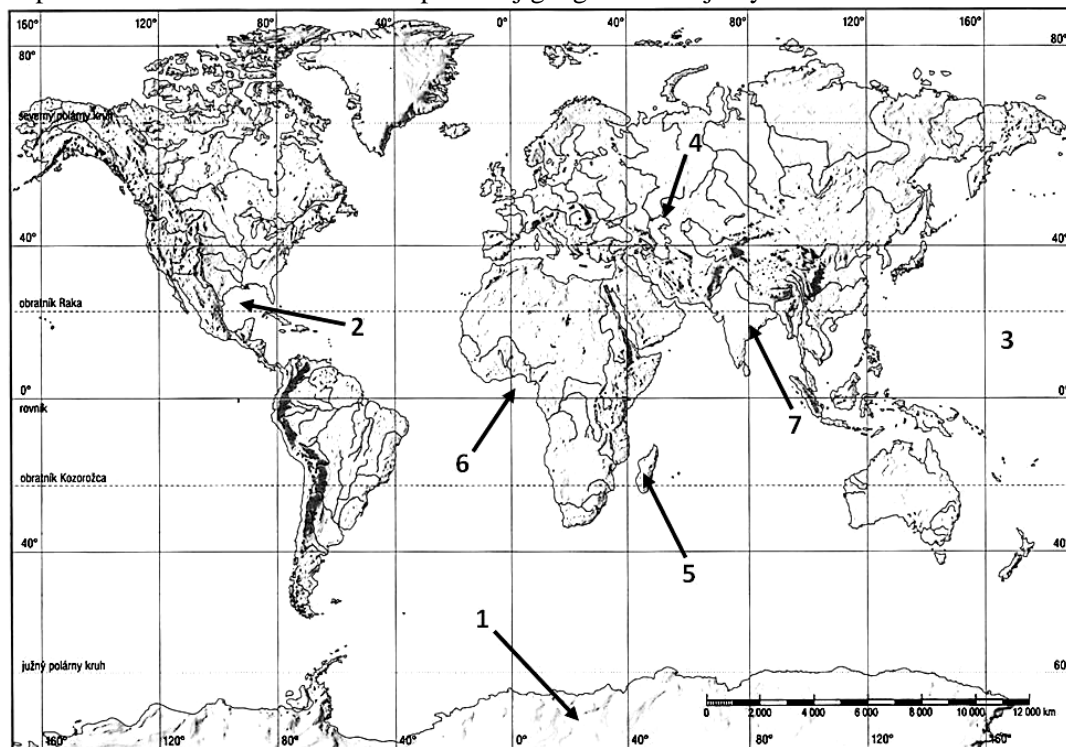 160° 120° 80° 40° 0° 40° 80° 120° 160°
80° 80°
severný polárny kruh
4
40° 40°
obratník Raka
2
3
0° 0°
rovník
7
6
obratník Kozorožca
40° 40°
5
1
južný polárny kruh
60°
0 2 000 4 000 6 000 8 000 10 000 12 000 km
160° 120° 80° 40° 0° 40° 80° 120° 160°